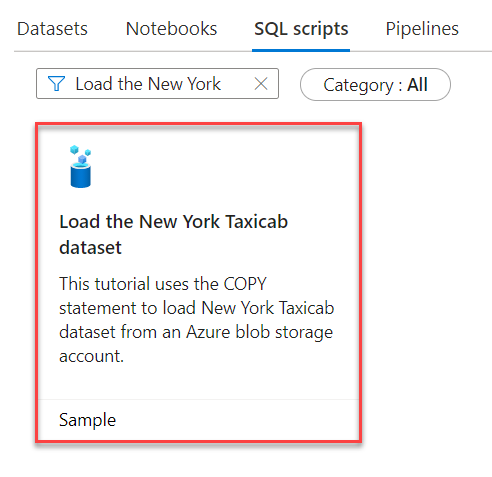 Datasets Notebooks SQL scripts Pipelines
Load the New York Category : All
Load the New York Taxicab
dataset
This tutorial uses the COPY
statement to load New York Taxicab
dataset from an Azure blob storage
account.
Sample